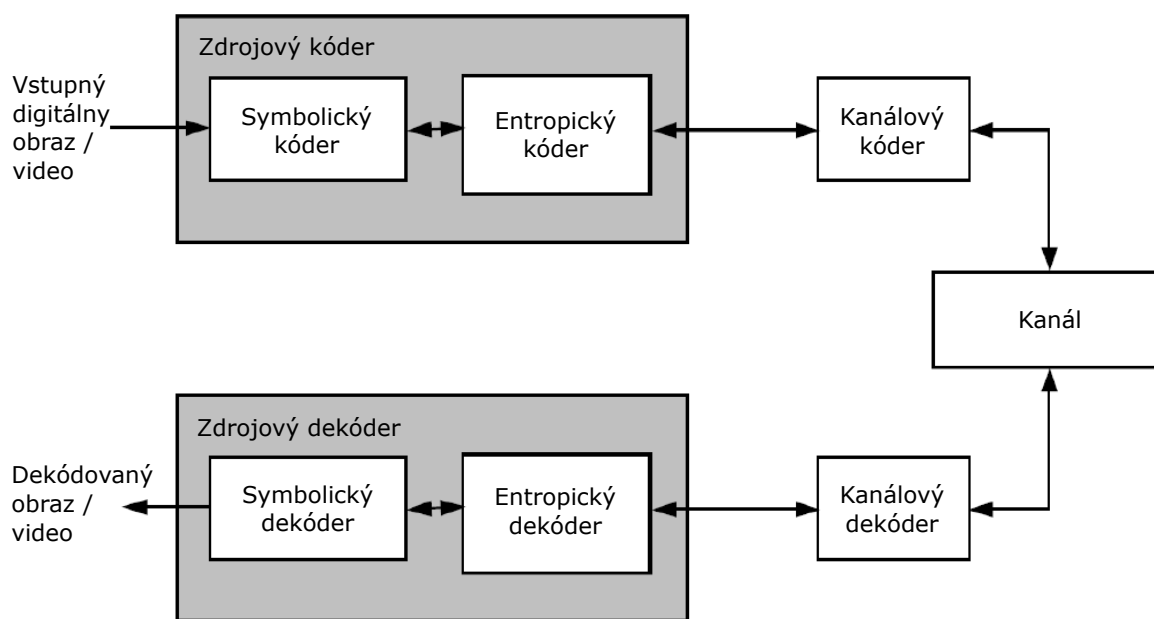 Zdrojový kóder
Vstupný
digitálny
obraz /
video
Symbolický
kóder
Entropický
kóder
Kanálový
kóder
Kanál
Zdrojový dekóder
Dekódovaný
obraz /
video
Symbolický
dekóder
Entropický
dekóder
Kanálový
dekóder